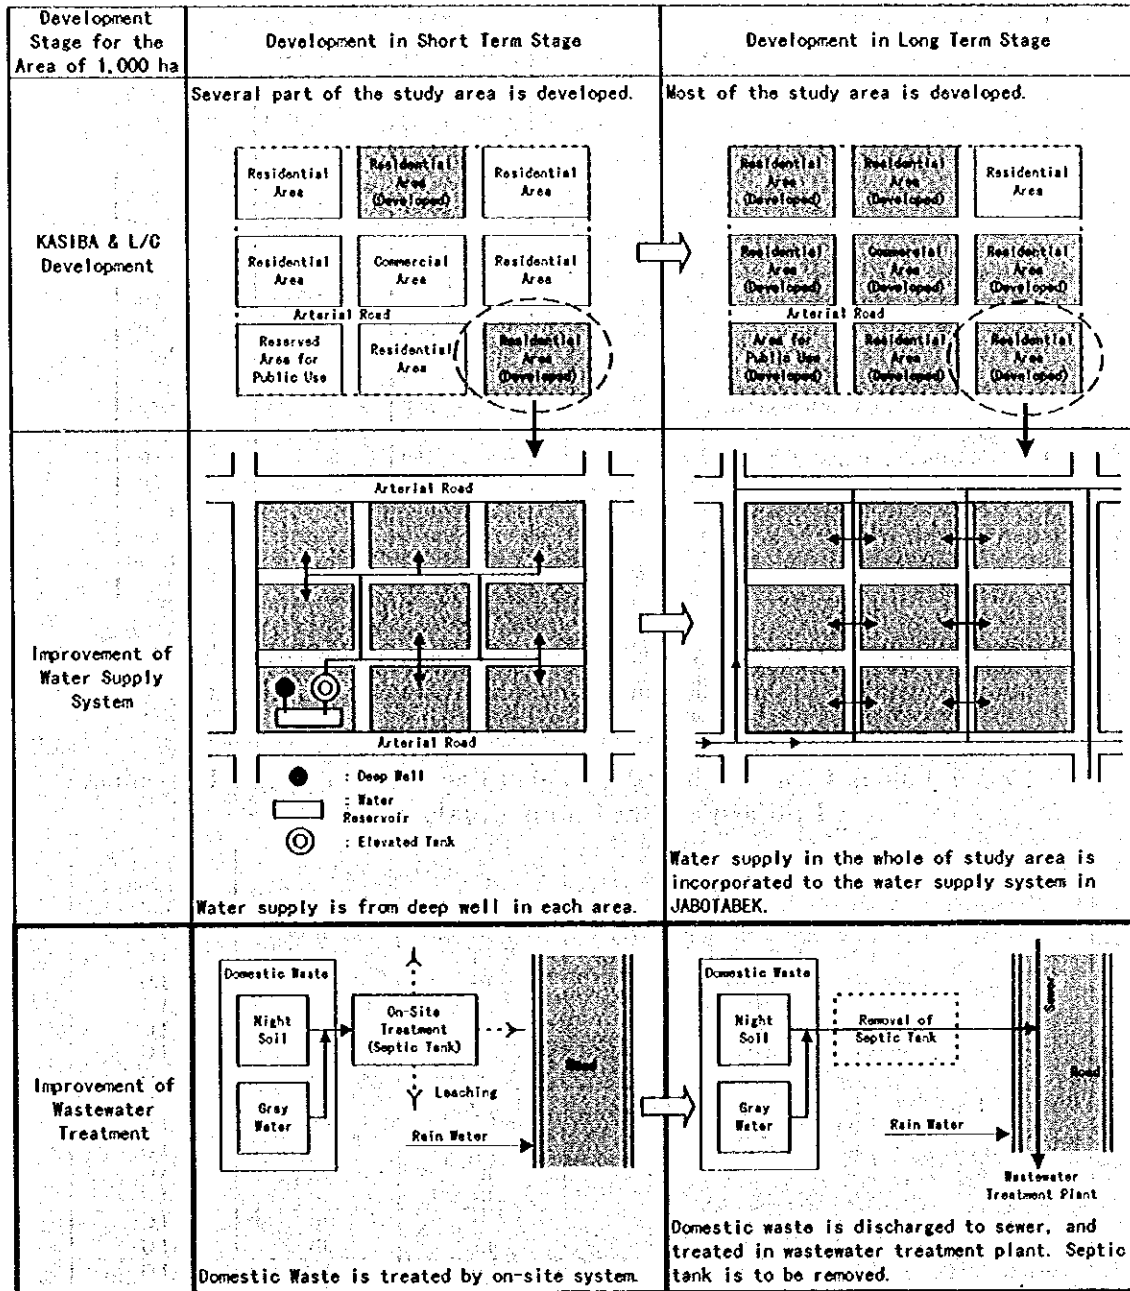 Development
Stage for the
Area of 1,000 ha
Development in Short Term Stage
Development in Long Term Stage
KASIBA & L/C
Development
Several part of the study area is developed.
Residential
Area
Residential
Area
(Developed)
Residential
Area
Residential
Area
Commercial
Area
Residential
Area
Arterial Road
Reserved
Area for
Public Use
Residential
Area
Residential
Area
(Developed)
Most of the study area is developed.
Residential
Area
(Developed)
Residential
Area
(Developed)
Residential
Area
Residential
Area
(Developed)
Commercial
Area
(Developed)
Residential
Area
(Developed)
Arterial Road
Area for
Public Use
(Developed)
Residential
Area
(Developed)
Residential
Area
(Developed)
Improvement of
Water Supply
System
Arterial Road
Arterial Road
: Deep Well
: Water
Reservoir
: Elevated Tank
Water supply is from deep well in each area.
Water supply in the whole of study area is
incorporated to the water supply system in
JABOTABEK.
Improvement of
Wastewater
Treatment
Domestic Waste
Night
Soil
Gray
Water
On-Site
Treatment
(Septic Tank)
Leaching
Rain Water
Road
Domestic Waste is treated by on-site system.
Domestic Waste
Night
Soil
Gray
Water
Removal of
Septic Tank
Sewer
Road
Rain Water
Wastewater
Treatment Plant
Domestic waste is discharged to sewer, and
treated in wastewater treatment plant. Septic
tank is to be removed.